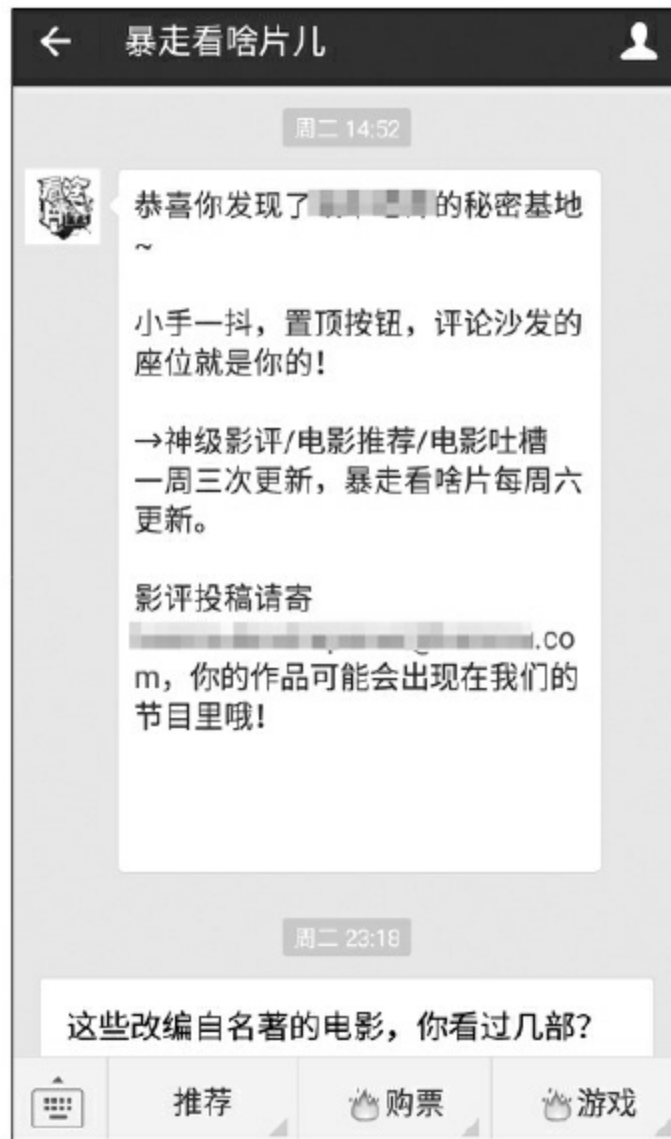 暴走看啥片儿
周二 14:52
恭喜你发现了的秘密基地
~
小手一抖，置顶按钮，评论沙发的
座位就是你的！
→神级影评/电影推荐/电影吐槽
一周三次更新，暴走看啥片每周六
更新。
影评投稿请寄
.co
m，你的作品可能会出现在我们的
节目里哦！
周二 23:18
这些改编自名著的电影，你看过几部？
推荐 购票 游戏